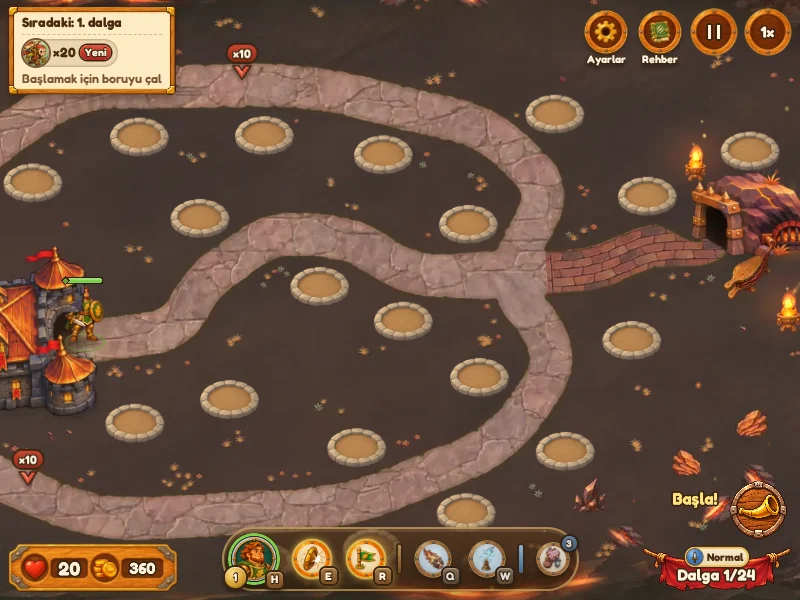 Sıradaki: 1. dalga
x20 Yeni
Başlamak için boruyu çal
x10
1x
Ayarlar
Rehber
x10
Başla!
Normal
Dalga 1/24
20
360
1
H
E
R
Q
W
3